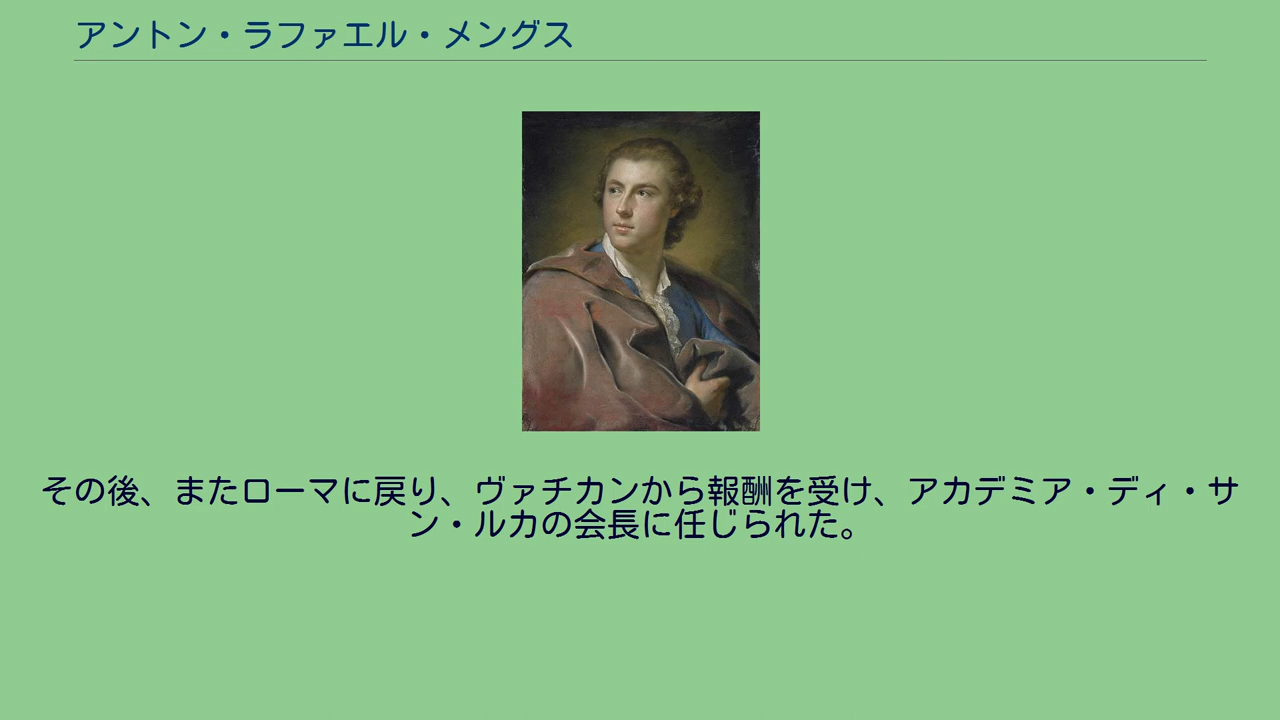 アントン・ラファエル・メングス
その後、またローマに戻り、ヴァチカンから報酬を受け、アカデミア・ディ・サ
ン・ルカの会長に任じられた。